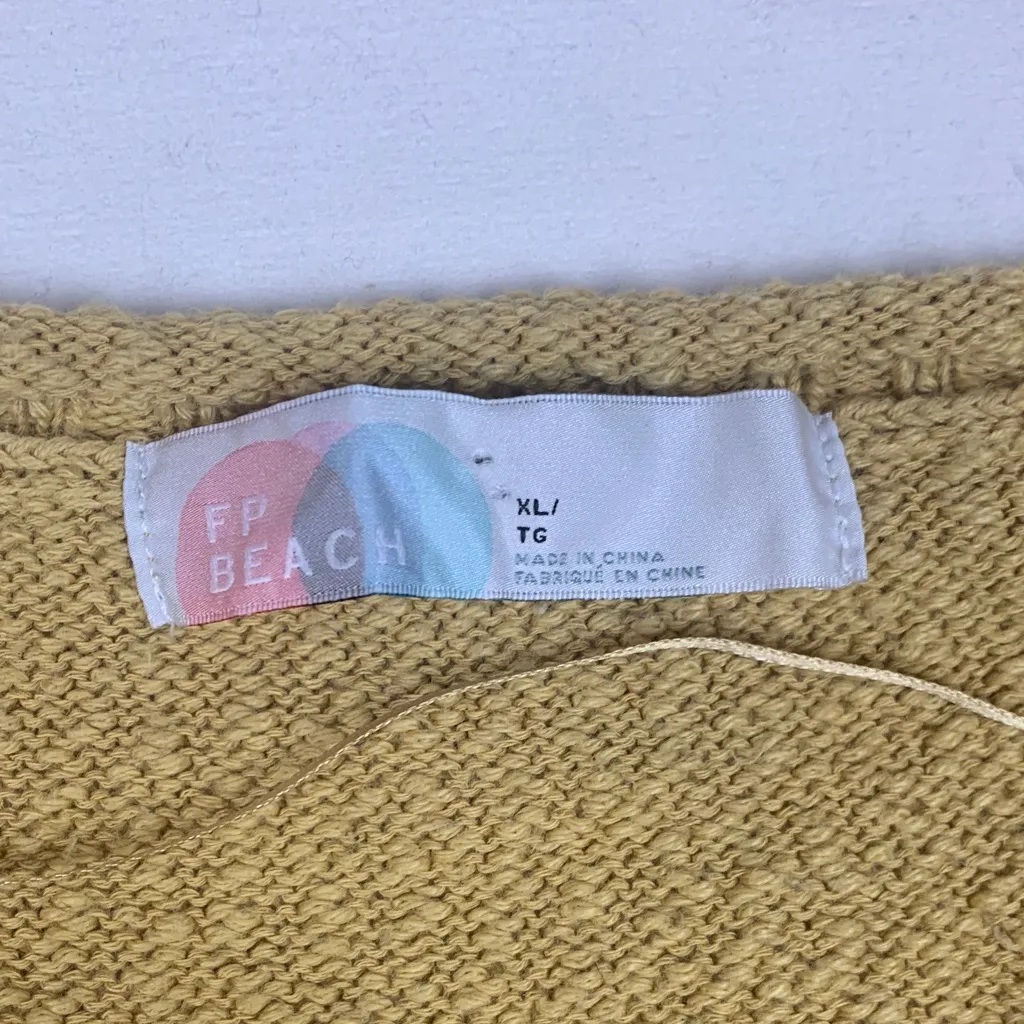 FP
BEACH
XL/
TG
MADE IN CHINA
FABRIQUÉ EN CHINE